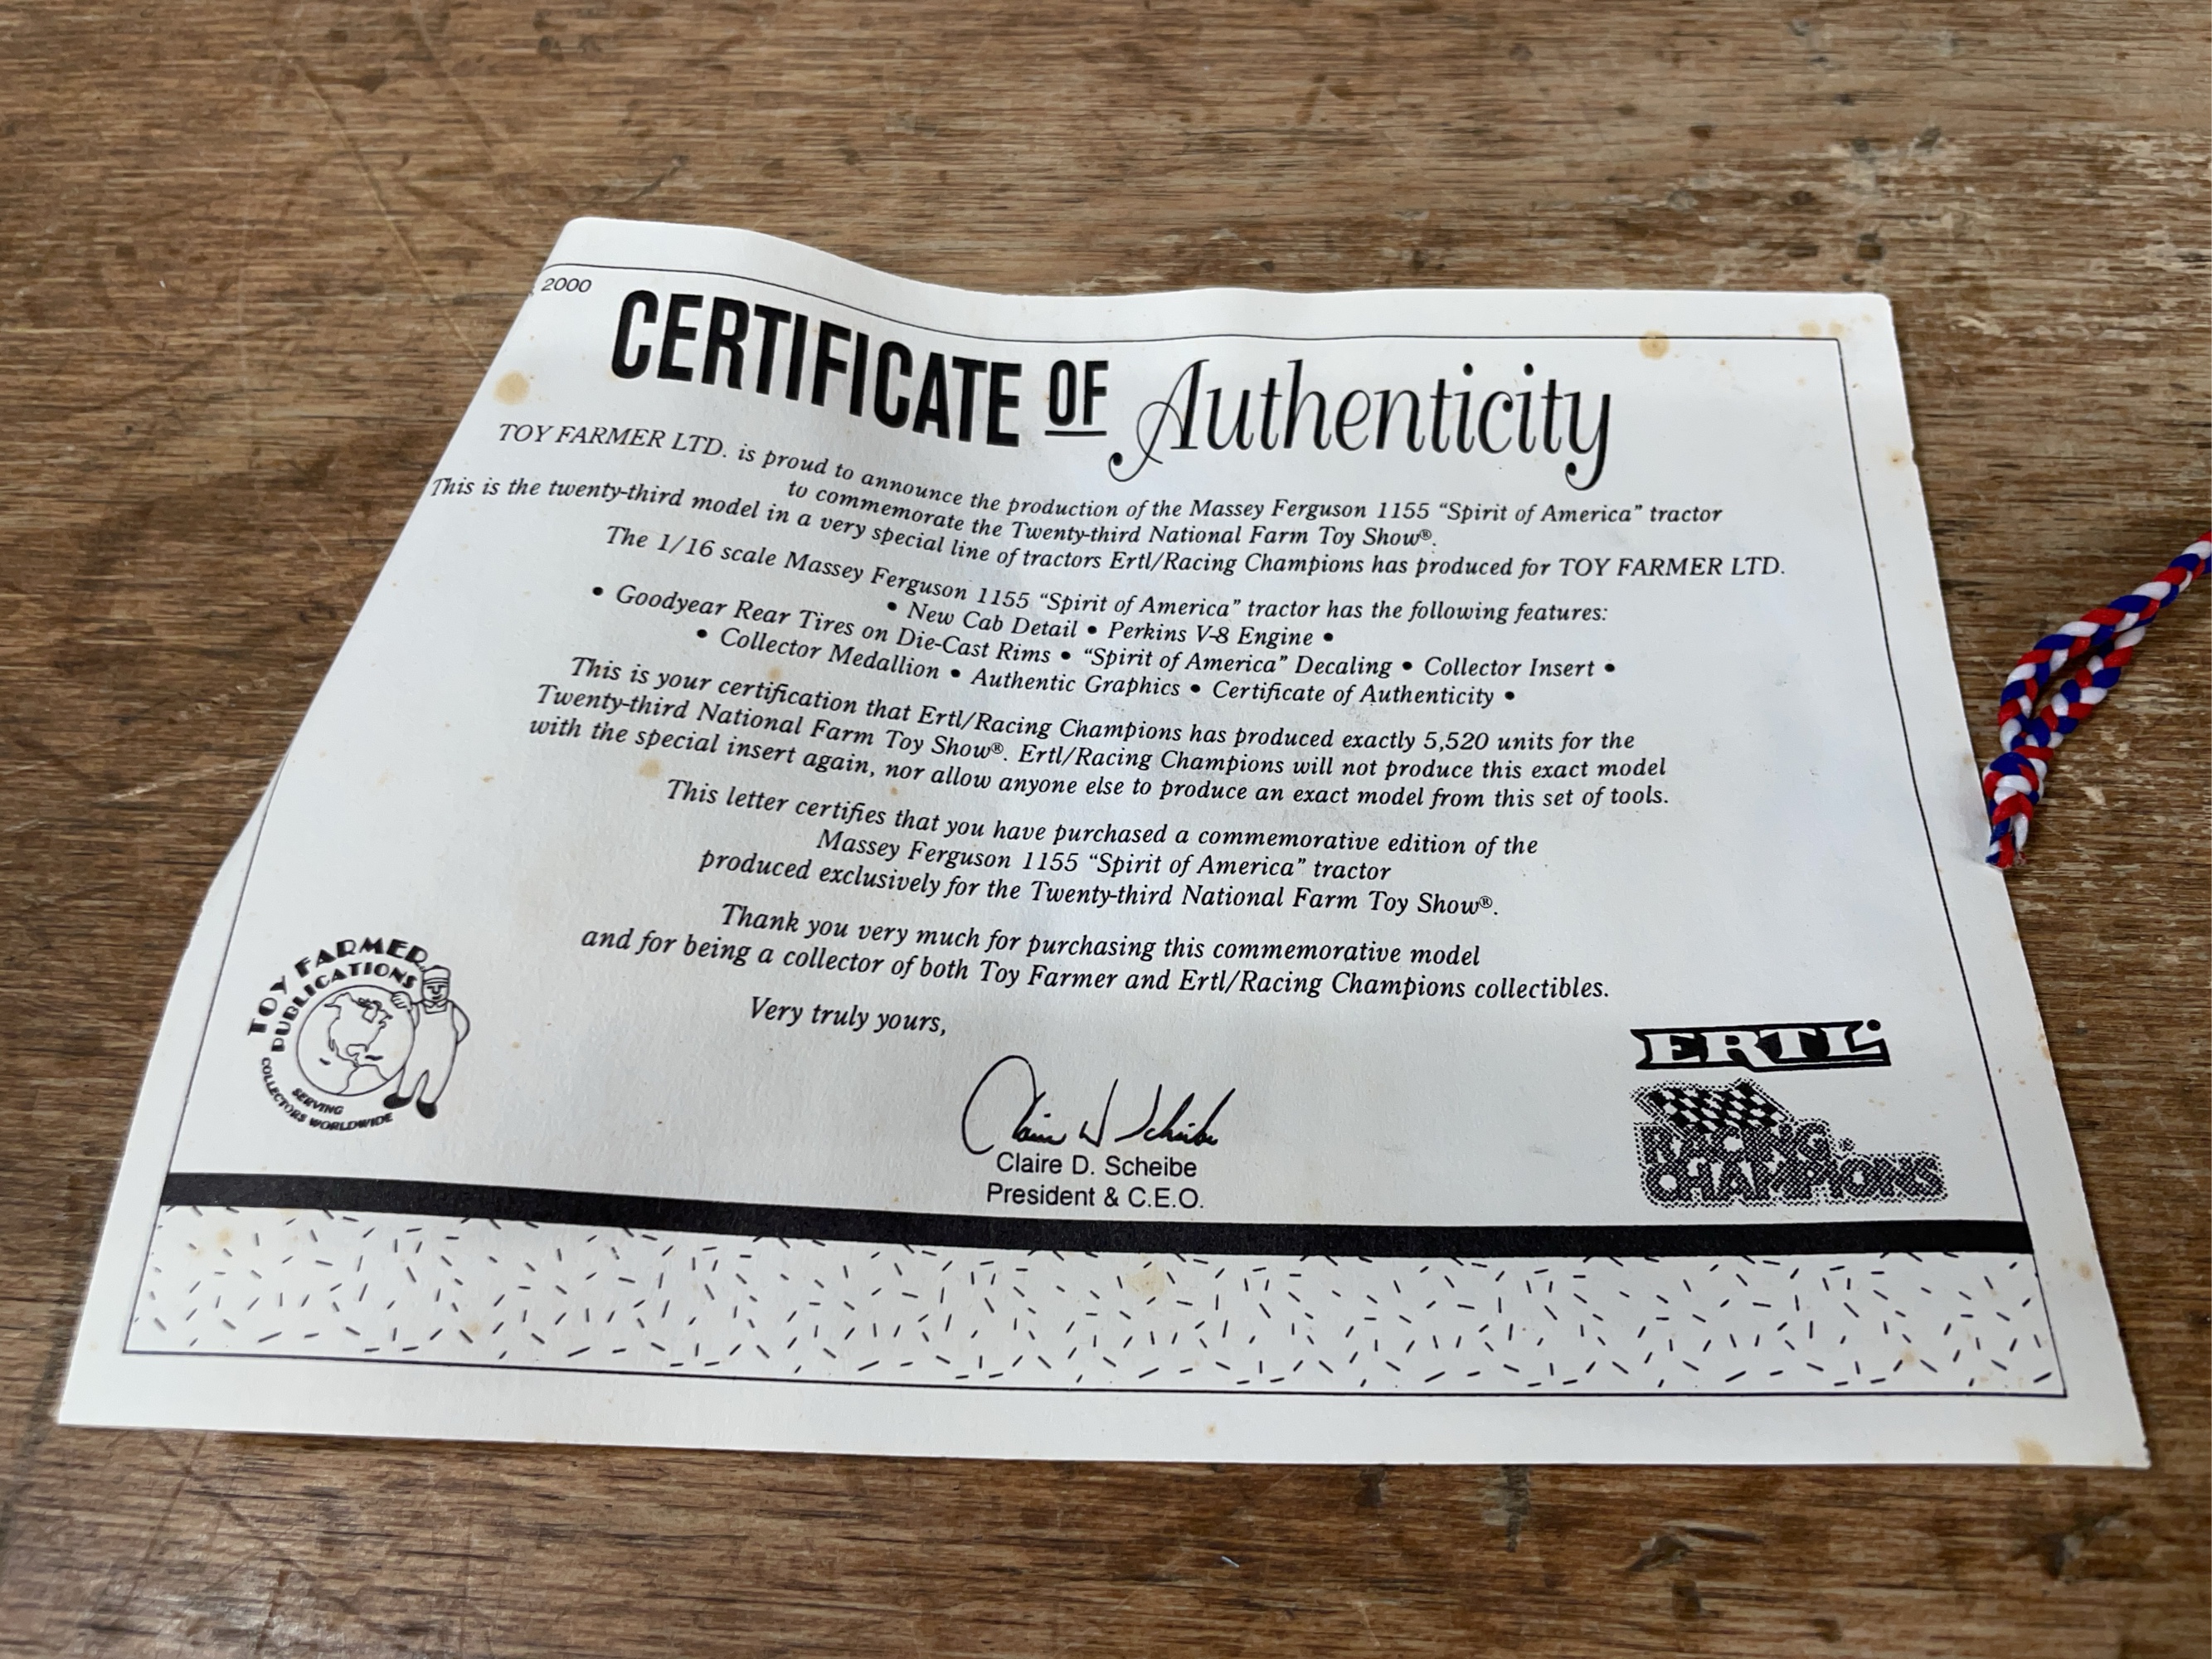 2000
CERTIFICATE OF Authenticity
TOY FARMER LTD. is proud to announce the production of the Massey Ferguson 1155 “Spirit of America” tractor
to commemorate the Twenty-third National Farm Toy Show®.
This is the twenty-third model in a very special line of tractors Ertl/Racing Champions has produced for TOY FARMER LTD.
The 1/16 scale Massey Ferguson 1155 “Spirit of America” tractor has the following features:
• New Cab Detail • Perkins V-8 Engine •
• Goodyear Rear Tires on Die-Cast Rims • “Spirit of America” Decaling • Collector Insert •
• Collector Medallion • Authentic Graphics • Certificate of Authenticity •
This is your certification that Ertl/Racing Champions has produced exactly 5,520 units for the
Twenty-third National Farm Toy Show®. Ertl/Racing Champions will not produce this exact model
with the special insert again, nor allow anyone else to produce an exact model from this set of tools.
This letter certifies that you have purchased a commemorative edition of the
Massey Ferguson 1155 “Spirit of America” tractor
produced exclusively for the Twenty-third National Farm Toy Show®.
Thank you very much for purchasing this commemorative model
and for being a collector of both Toy Farmer and Ertl/Racing Champions collectibles.
Very truly yours,
Claire D. Scheibe
Claire D. Scheibe
President & C.E.O.
TOY FARMER
PUBLICATIONS
SERVING
COLLECTORS WORLDWIDE
ERTL
RACING
CHAMPIONS